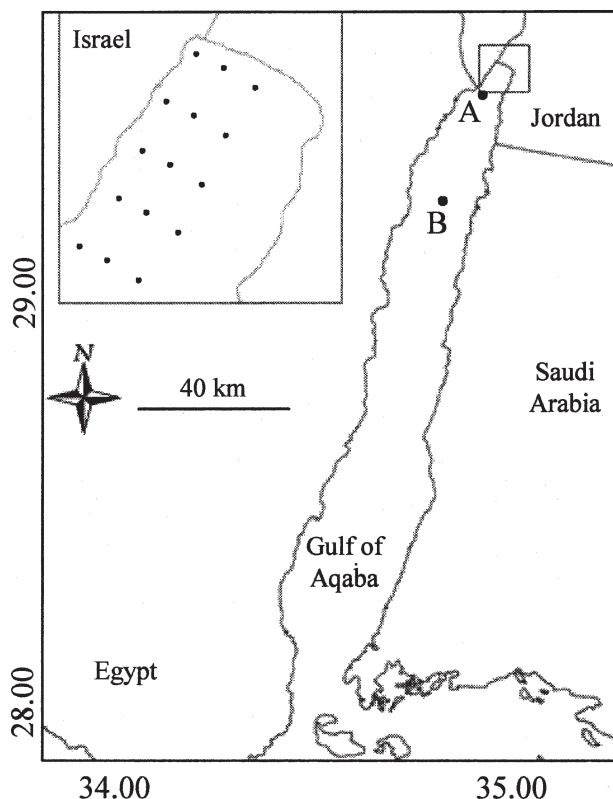 Israel
A
Jordan
B
29.00
N
40 km
Saudi
Arabia
Gulf of
Aqaba
Egypt
28.00
34.00
35.00